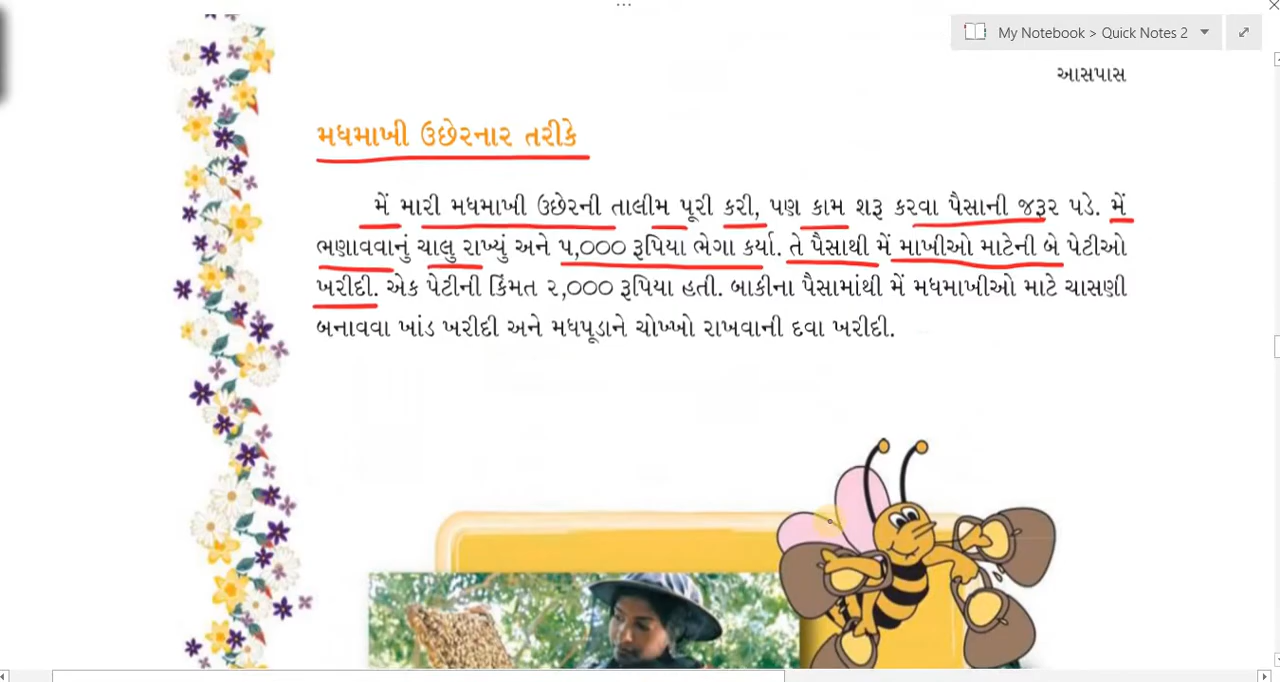 ...
My Notebook > Quick Notes 2
આસપાસ
મધમાખી ઉછેરનાર તરીકે
મેં મારી મધમાખી ઉછેરની તાલીમ પૂરી કરી, પણ કામ શરૂ કરવા પૈસાની જરૂર પડે. મેં
ભણાવવાનું ચાલુ રાખ્યું અને ૫,૦૦૦ રૂપિયા ભેગા કર્યા. તે પૈસાથી મેં માખીઓ માટેની બે પેટીઓ
ખરીદી. એક પેટીની કિંમત ૨,૦૦૦ રૂપિયા હતી. બાકીના પૈસામાંથી મેં મધમાખીઓ માટે ચાસણી
બનાવવા ખાંડ ખરીદી અને મધપૂડાને ચોખ્ખો રાખવાની દવા ખરીદી.